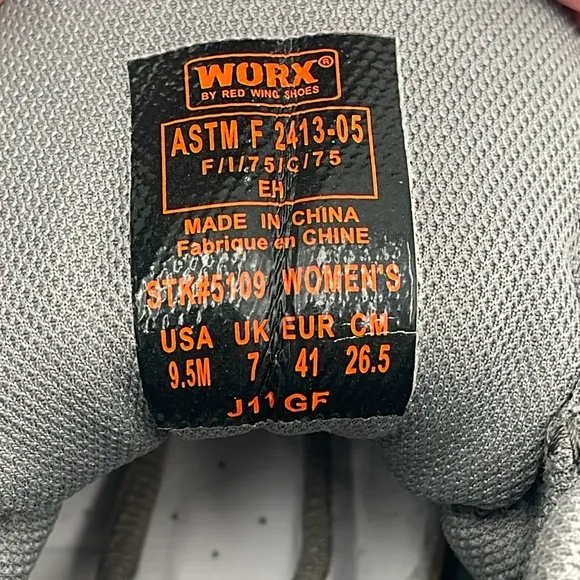 WORX®
BY RED WING SHOES
ASTM F 2413-05
F/I/75/C/75
EH
MADE IN CHINA
Fabriqué en CHINE
STK#5109 WOMEN'S
USA UK EUR CM
9.5M 7 41 26.5
J11 GF